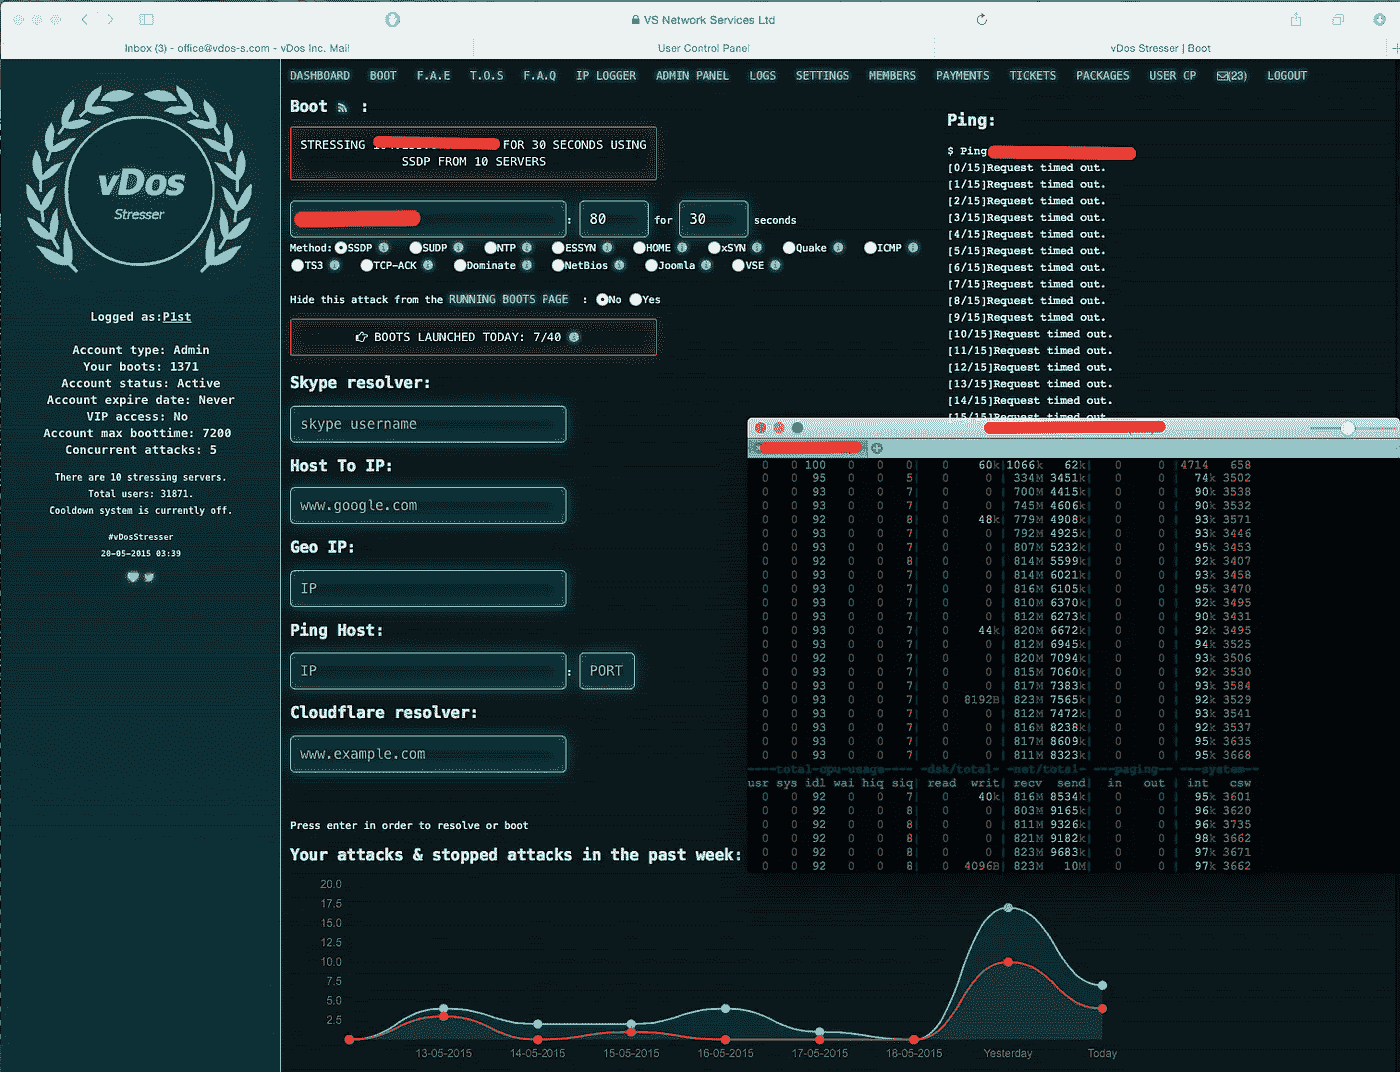 VS Network Services Ltd
Inbox (3) - office@vdos-s.com - vDos Inc. Mail
User Control Panel
vDos Stresser | Boot
DASHBOARD BOOT F.A.E T.O.S F.A.Q IP LOGGER ADMIN PANEL LOGS SETTINGS MEMBERS PAYMENTS TICKETS PACKAGES USER CP (23) LOGOUT
vDos
Stresser
Logged as:P1st
Account type: Admin
Your boots: 1371
Account status: Active
Account expire date: Never
VIP access: No
Account max boottime: 7200
Concurrent attacks: 5
There are 10 stressing servers.
Total users: 31871.
Cooldown system is currently off.
#vDosStresser
20-05-2015 03:39
Boot :
STRESSING FOR 30 SECONDS USING
SSDP FROM 10 SERVERS
: 80 for 30 seconds
Method: SSDP SUDP NTP ESSYN HOME xSYN Quake ICMP
TS3 TCP-ACK Dominate NetBios Joomla VSE
Hide this attack from the RUNNING BOOTS PAGE : No Yes
BOOTS LAUNCHED TODAY: 7/40
Skype resolver:
skype username
Host To IP:
www.google.com
Geo IP:
IP
Ping Host:
IP : PORT
Cloudflare resolver:
www.example.com
Press enter in order to resolve or boot
Your attacks & stopped attacks in the past week:
20.0
17.5
15.0
12.5
10.0
7.5
5.0
2.5
13-05-2015 14-05-2015 15-05-2015 16-05-2015 17-05-2015 18-05-2015 Yesterday Today
Ping:
$ Ping
[0/15]Request timed out.
[1/15]Request timed out.
[2/15]Request timed out.
[3/15]Request timed out.
[4/15]Request timed out.
[5/15]Request timed out.
[6/15]Request timed out.
[7/15]Request timed out.
[8/15]Request timed out.
[9/15]Request timed out.
[10/15]Request timed out.
[11/15]Request timed out.
[12/15]Request timed out.
[13/15]Request timed out.
[14/15]Request timed out.
[15/15]Request timed out.
0 0 100 0 0 0| 0 60k|1066k 62k| 0 0 | 4714 658
0 0 95 0 0 5| 0 0 | 334M 3451k| 0 0 | 74k 3502
0 0 93 0 0 7| 0 0 | 700M 4415k| 0 0 | 90k 3538
0 0 93 0 0 7| 0 0 | 745M 4606k| 0 0 | 90k 3532
0 0 92 0 0 8| 0 48k| 779M 4908k| 0 0 | 93k 3571
0 0 93 0 0 7| 0 0 | 792M 4925k| 0 0 | 93k 3446
0 0 93 0 0 7| 0 0 | 807M 5232k| 0 0 | 95k 3453
0 0 92 0 0 8| 0 0 | 814M 5599k| 0 0 | 92k 3407
0 0 93 0 0 7| 0 0 | 814M 6021k| 0 0 | 93k 3458
0 0 93 0 0 7| 0 0 | 816M 6105k| 0 0 | 95k 3470
0 0 93 0 0 7| 0 0 | 810M 6370k| 0 0 | 92k 3495
0 0 93 0 0 7| 0 0 | 812M 6273k| 0 0 | 90k 3431
0 0 93 0 0 7| 0 44k| 820M 6672k| 0 0 | 92k 3495
0 0 93 0 0 7| 0 0 | 812M 6945k| 0 0 | 94k 3525
0 0 92 0 0 7| 0 0 | 820M 7094k| 0 0 | 93k 3506
0 0 93 0 0 7| 0 0 | 815M 7060k| 0 0 | 92k 3530
0 0 93 0 0 7| 0 0 | 817M 7383k| 0 0 | 93k 3584
0 0 93 0 0 7| 0 8192B| 823M 7565k| 0 0 | 92k 3529
0 0 93 0 0 7| 0 0 | 812M 7472k| 0 0 | 93k 3541
0 0 93 0 0 7| 0 0 | 816M 8238k| 0 0 | 92k 3537
0 0 93 0 0 7| 0 0 | 817M 8609k| 0 0 | 95k 3635
0 0 93 0 0 7| 0 0 | 811M 8323k| 0 0 | 95k 3668
----total-cpu-usage---- -dsk/total- -net/total- ---paging-- ---system--
usr sys idl wai hiq siq| read writ| recv send| in out | int csw
0 0 92 0 0 7| 0 40k| 816M 8534k| 0 0 | 95k 3601
0 0 92 0 0 8| 0 0 | 803M 9165k| 0 0 | 96k 3620
0 0 92 0 0 8| 0 0 | 811M 9326k| 0 0 | 96k 3735
0 0 92 0 0 8| 0 0 | 821M 9182k| 0 0 | 98k 3662
0 0 92 0 0 8| 0 0 | 823M 9683k| 0 0 | 97k 3671
0 0 92 0 0 8| 0 4096B| 823M 10M| 0 0 | 97k 3662